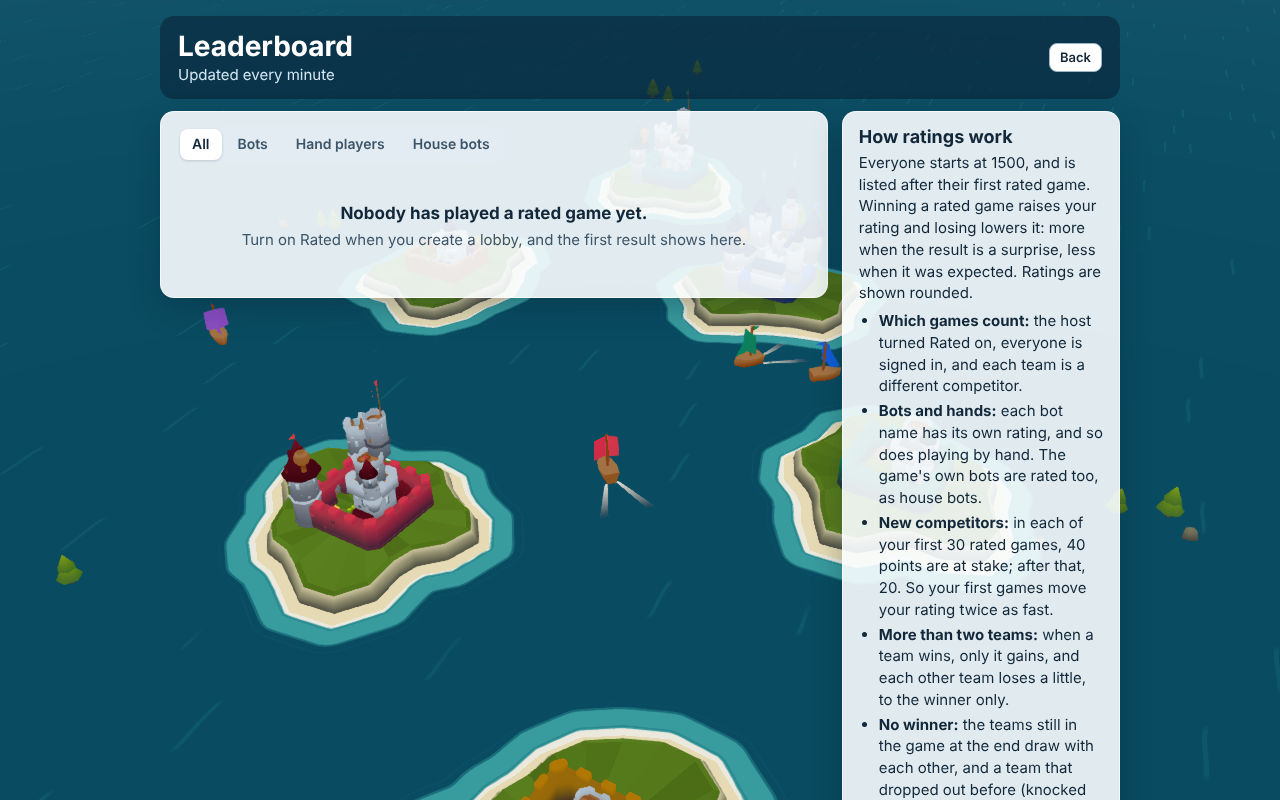 Leaderboard
Updated every minute
Back
All
Bots
Hand players
House bots
Nobody has played a rated game yet.
Turn on Rated when you create a lobby, and the first result shows here.
How ratings work
Everyone starts at 1500, and is
listed after their first rated game.
Winning a rated game raises your
rating and losing lowers it: more
when the result is a surprise, less
when it was expected. Ratings are
shown rounded.
Which games count: the host
turned Rated on, everyone is
signed in, and each team is a
different competitor.
Bots and hands: each bot
name has its own rating, and so
does playing by hand. The
game's own bots are rated too,
as house bots.
New competitors: in each of
your first 30 rated games, 40
points are at stake; after that,
20. So your first games move
your rating twice as fast.
More than two teams: when a
team wins, only it gains, and
each other team loses a little,
to the winner only.
No winner: the teams still in
the game at the end draw with
each other, and a team that
dropped out before (knocked